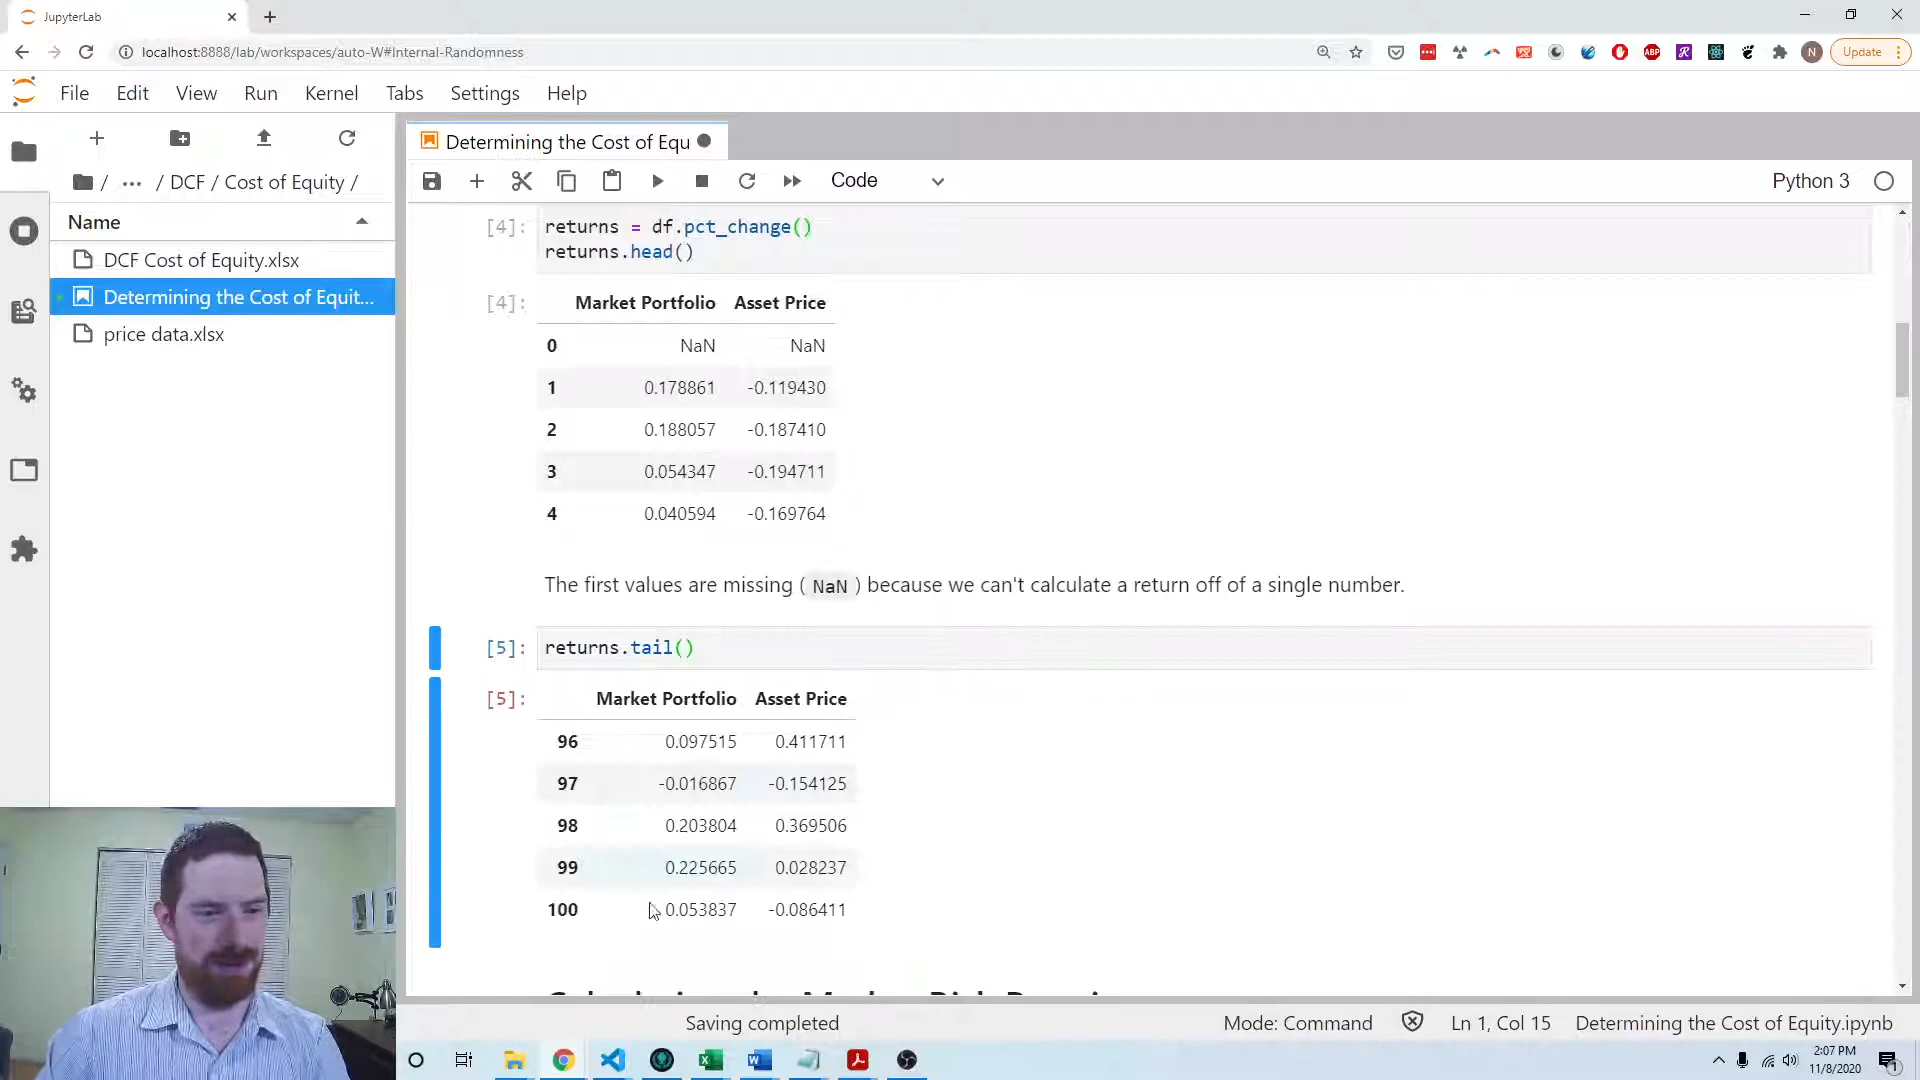 JupyterLab
localhost:8888/lab/workspaces/auto-W#Internal-Randomness
N
Update
File Edit View Run Kernel Tabs Settings Help
Determining the Cost of Equ
/ ... / DCF / Cost of Equity /
Code
Python 3
Name
DCF Cost of Equity.xlsx
Determining the Cost of Equit...
price data.xlsx
[4]: returns = df.pct_change()
returns.head()
[4]: Market Portfolio Asset Price
0 NaN NaN
1 0.178861 -0.119430
2 0.188057 -0.187410
3 0.054347 -0.194711
4 0.040594 -0.169764
The first values are missing ( NaN ) because we can't calculate a return off of a single number.
[5]: returns.tail()
[5]: Market Portfolio Asset Price
96 0.097515 0.411711
97 -0.016867 -0.154125
98 0.203804 0.369506
99 0.225665 0.028237
100 0.053837 -0.086411
Saving completed
Mode: Command
Ln 1, Col 15
Determining the Cost of Equity.ipynb
2:07 PM
11/8/2020